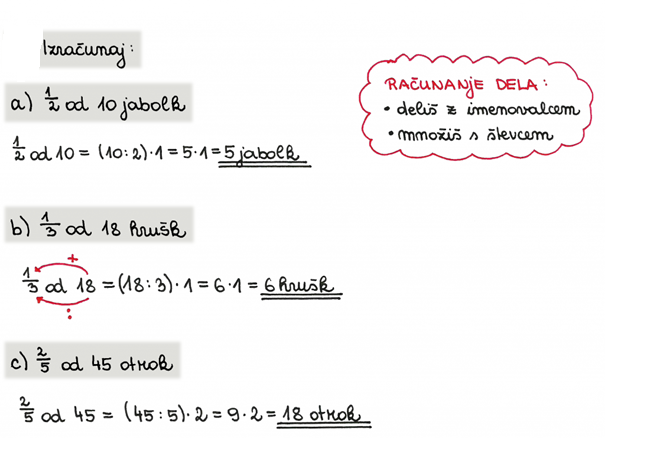 Izračunaj:
a) 1/2 od 10 jabolk
1/2 od 10 = (10:2)·1 = 5·1 = 5 jabolk
RAČUNANJE DELA:
• deliš z imenovalcem
• množiš s števcem
b) 1/3 od 18 hrušk
+
1/3 od 18 = (18:3)·1 = 6·1 = 6 hrušk
:
c) 2/5 od 45 otrok
2/5 od 45 = (45:5)·2 = 9·2 = 18 otrok